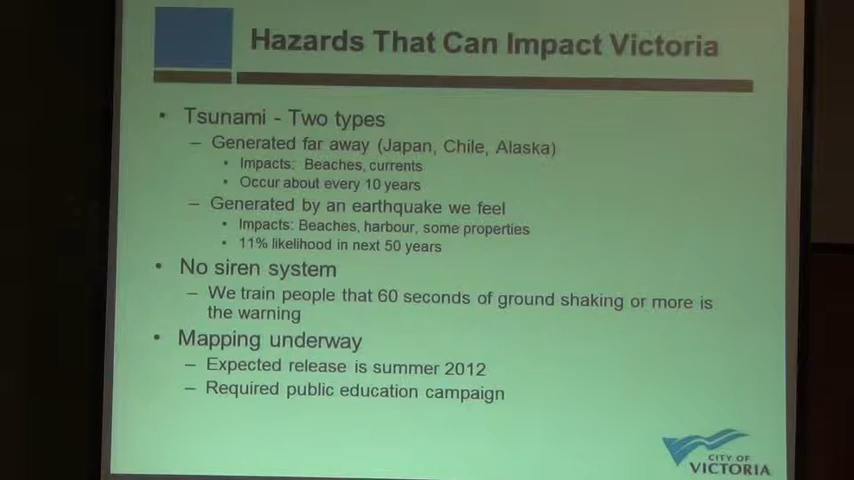 Hazards That Can Impact Victoria
• Tsunami - Two types
– Generated far away (Japan, Chile, Alaska)
• Impacts: Beaches, currents
• Occur about every 10 years
– Generated by an earthquake we feel
• Impacts: Beaches, harbour, some properties
• 11% likelihood in next 50 years
• No siren system
– We train people that 60 seconds of ground shaking or more is
the warning
• Mapping underway
– Expected release is summer 2012
– Required public education campaign
CITY OF
VICTORIA